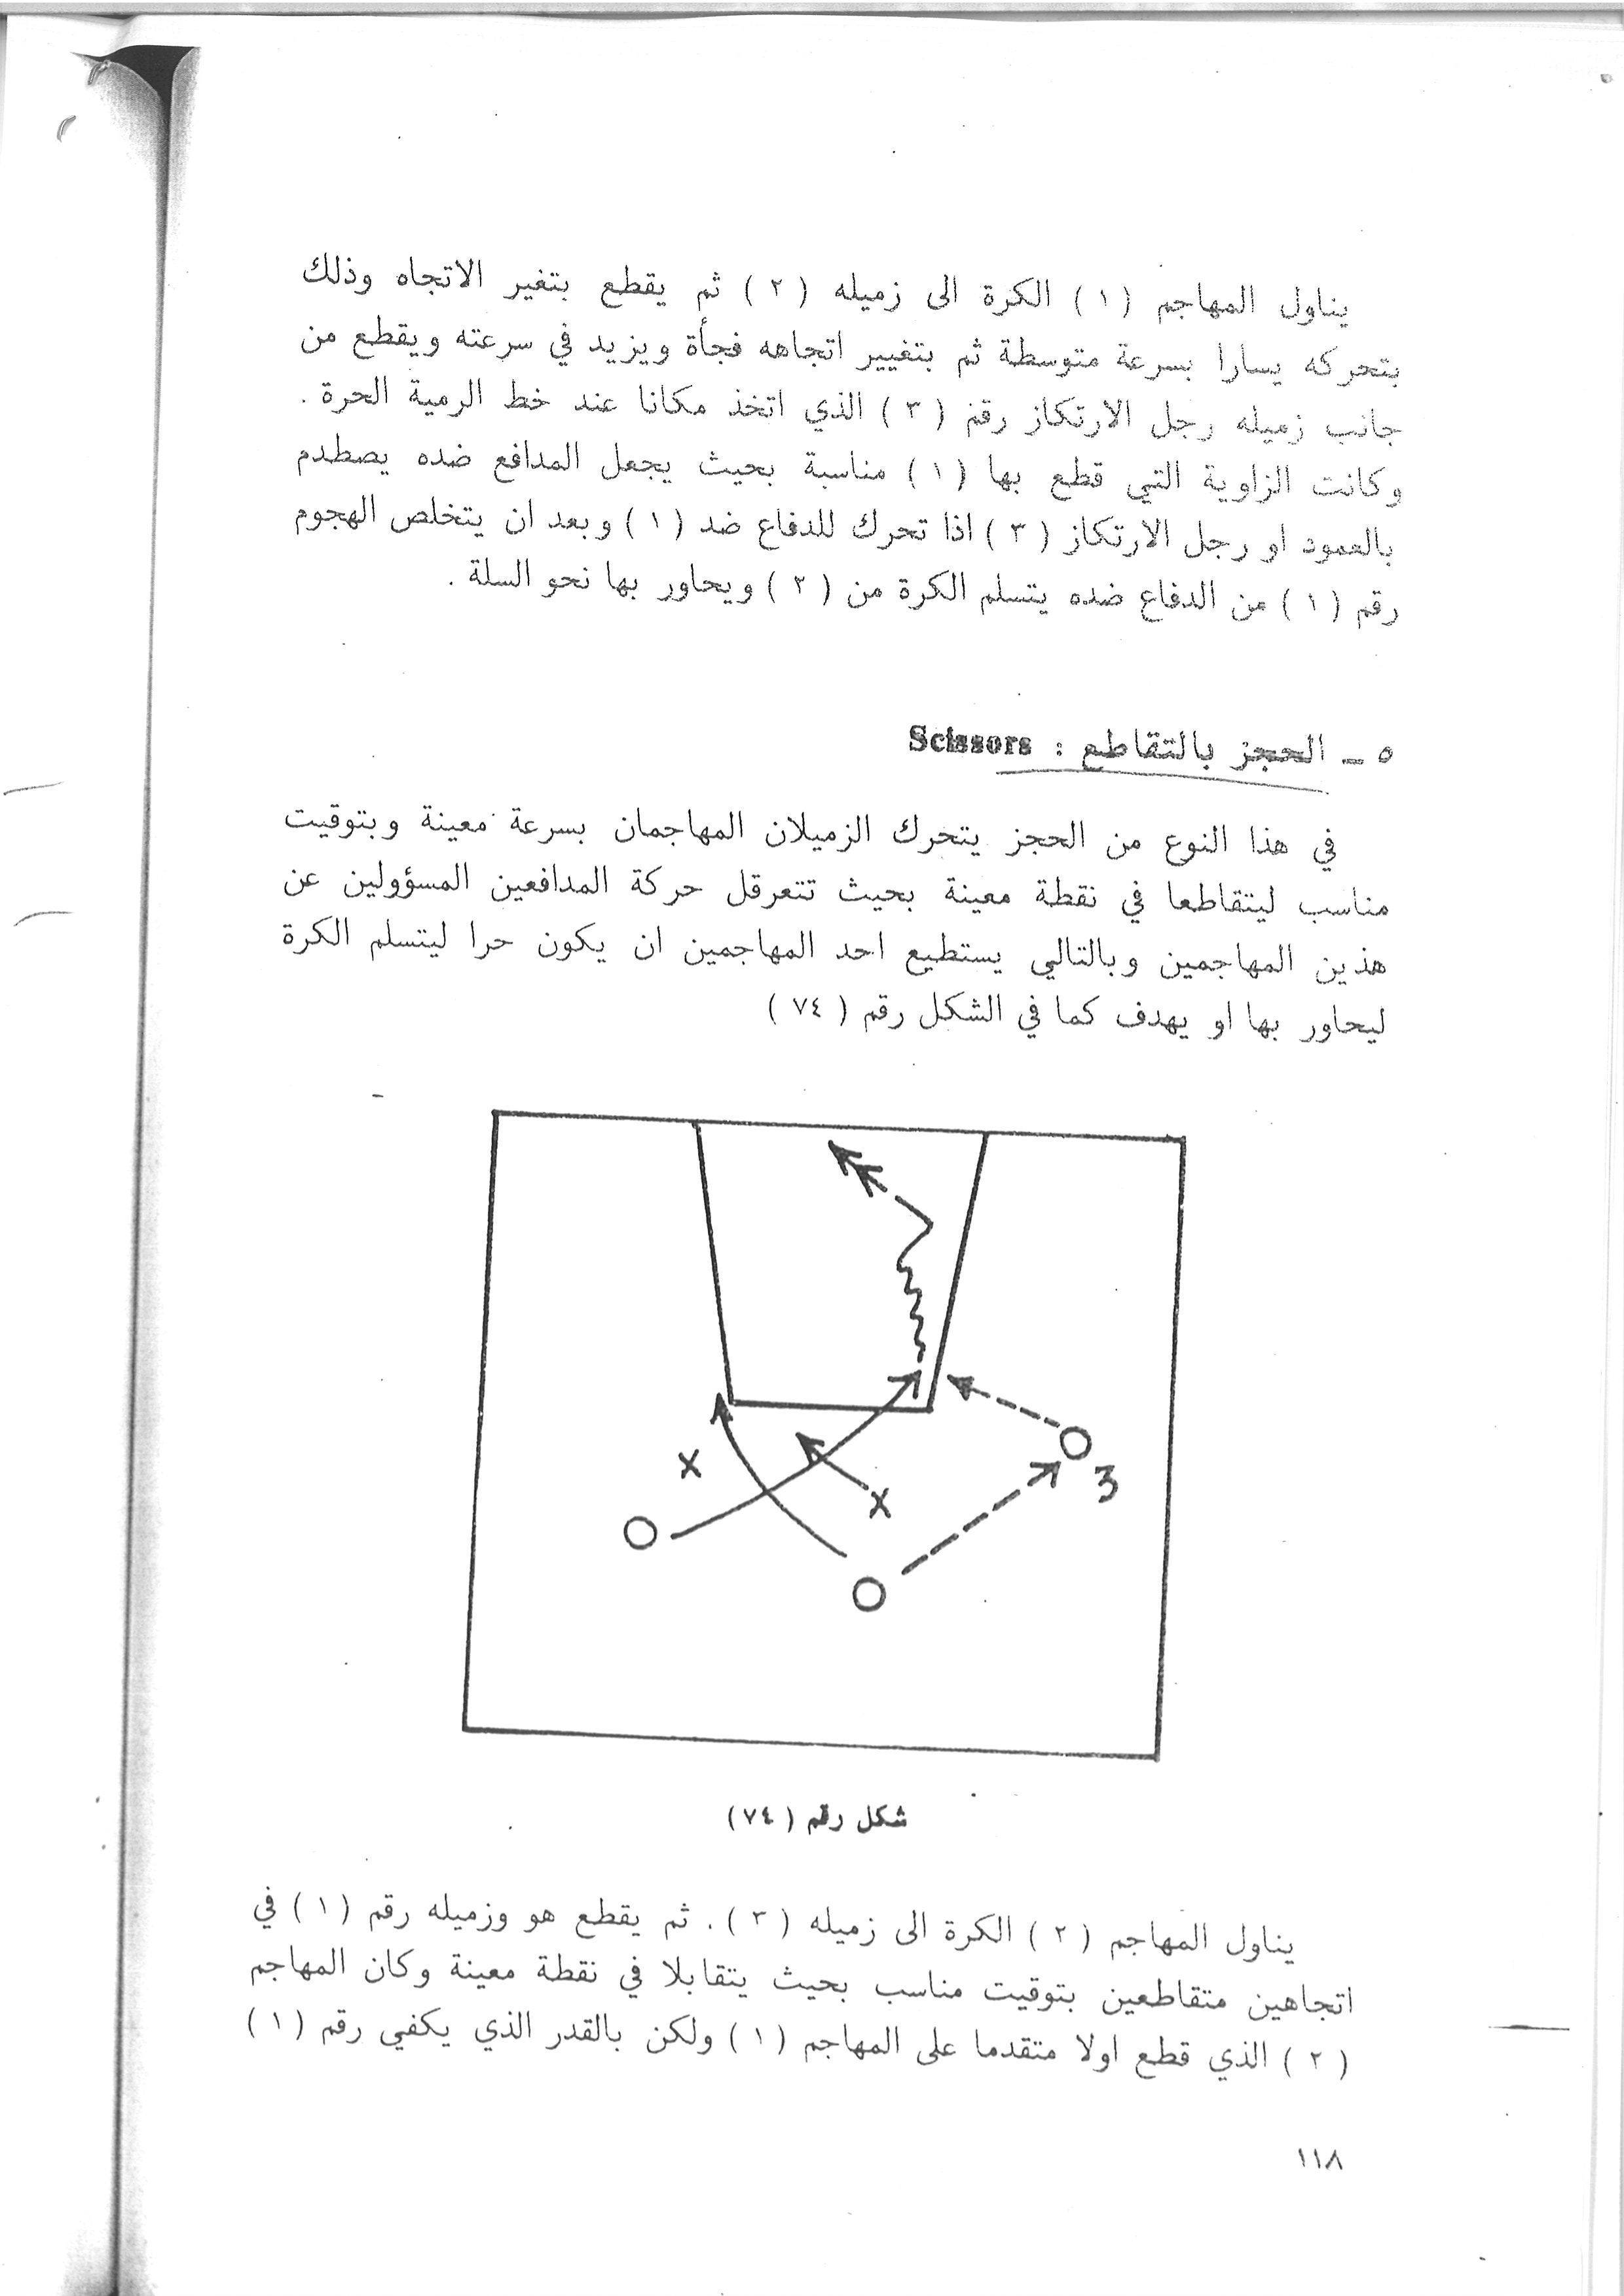 يناول المهاجم ( ١ ) الكرة الى زميله ( ٢ ) ثم يقطع بتغير الاتجاه وذلك
بتحركه يسارا بسرعة متوسطة ثم بتغيير اتجاهه فجأة ويزيد في سرعته ويقطع من
جانب زميله رجل الارتكاز رقم ( ٣ ) الذي اتخذ مكانا عند خط الرمية الحرة .
وكانت الزاوية التي قطع بها ( ١ ) مناسبة بحيث يجعل المدافع ضده يصطدم
بالعمود او رجل الارتكاز ( ٣ ) اذا تحرك للدفاع ضد ( ١ ) وبعد ان يتخلص الهجوم
رقم ( ١ ) من الدفاع ضده يتسلم الكرة من ( ٢ ) ويحاور بها نحو السلة .
٥ ـ الحجز بالتقاطع : Scissors
في هذا النوع من الحجز يتحرك الزميلان المهاجمان بسرعة معينة وبتوقيت
مناسب ليتقاطعا في نقطة معينة بحيث تتعرقل حركة المدافعين المسؤولين عن
هذين المهاجمين وبالتالي يستطيع احد المهاجمين ان يكون حرا ليتسلم الكرة
ليحاور بها او يهدف كما في الشكل رقم ( ٧٤ )
x
x
3
شكل رقم ( ٧٤ )
يناول المهاجم ( ٢ ) الكرة الى زميله ( ٣ ) . ثم يقطع هو وزميله رقم ( ١ ) في
اتجاهين متقاطعين بتوقيت مناسب بحيث يتقابلا في نقطة معينة وكان المهاجم
( ٢ ) الذي قطع اولا متقدما على المهاجم ( ١ ) ولكن بالقدر الذي يكفي رقم ( ١ )
١١٨